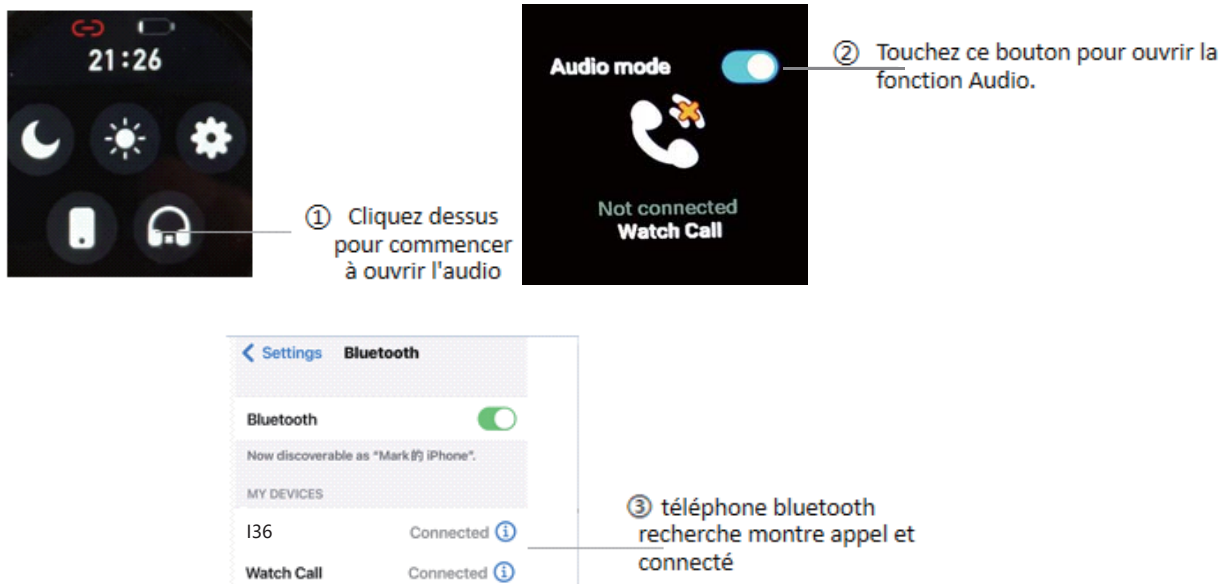 21:26
① Cliquez dessus
pour commencer
à ouvrir l'audio
Audio mode
Not connected
Watch Call
② Touchez ce bouton pour ouvrir la
fonction Audio.
Settings Bluetooth
Bluetooth
Now discoverable as “Mark的 iPhone”.
MY DEVICES
I36 Connected
Watch Call Connected
③ téléphone bluetooth
recherche montre appel et
connecté